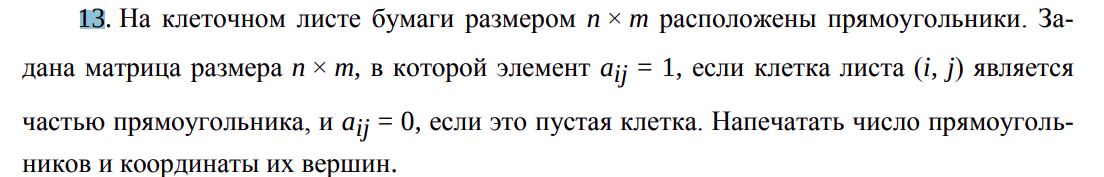 13. На клеточном листе бумаги размером n × m расположены прямоугольники. За-
дана матрица размера n × m, в которой элемент aij = 1, если клетка листа (i, j) является
частью прямоугольника, и aij = 0, если это пустая клетка. Напечатать число прямоуголь-
ников и координаты их вершин.